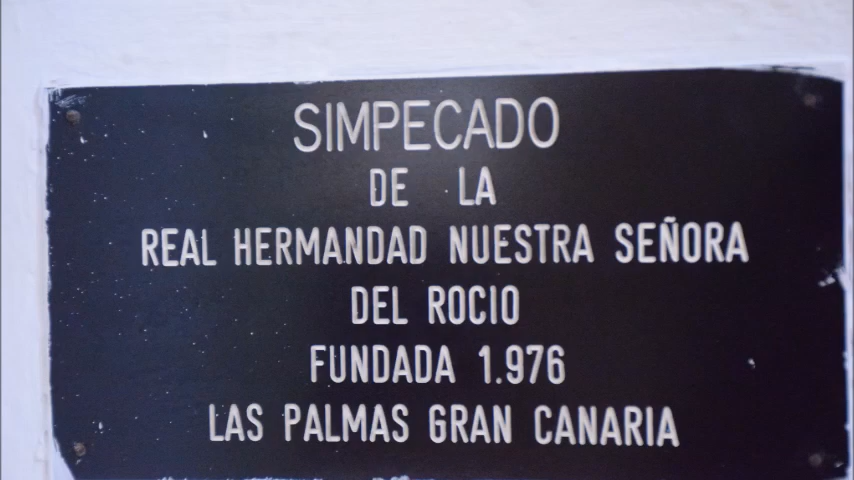 SIMPECADO
DE LA
REAL HERMANDAD NUESTRA SEÑORA
DEL ROCIO
FUNDADA 1.976
LAS PALMAS GRAN CANARIA